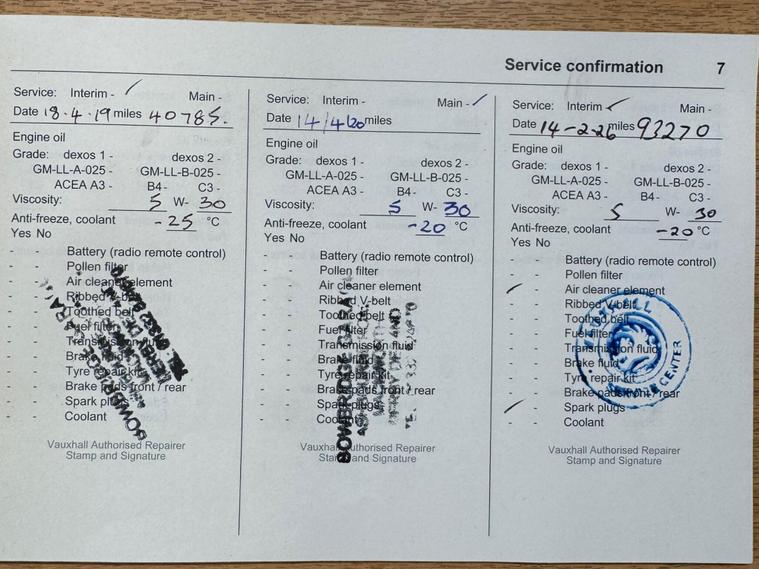 Service confirmation 7
Service: Interim - / Main -
Date 18.4.19 miles 40785.
Engine oil
Grade: dexos 1 - dexos 2 -
GM-LL-A-025 - GM-LL-B-025 -
ACEA A3 - B4 - C3 -
Viscosity: 5 W- 30
Anti-freeze, coolant -25 °C
Yes No
- - Battery (radio remote control)
- - Pollen filter
- - Air cleaner element
- - Ribbed V-belt
- - Toothed belt
- - Fuel filter
- - Transmission fluid
- - Brake fluid
- - Tyre repair kit
- - Brake pads front / rear
- - Spark plugs
- - Coolant
Vauxhall Authorised Repairer
Stamp and Signature
Service: Interim - Main - /
Date 14/4/20 miles
Engine oil
Grade: dexos 1 - dexos 2 -
GM-LL-A-025 - GM-LL-B-025 -
ACEA A3 - B4- C3 -
Viscosity: 5 W- 30
Anti-freeze, coolant -20 °C
Yes No
- - Battery (radio remote control)
- - Pollen filter
- - Air cleaner element
- - Ribbed V-belt
- - Toothed belt
- - Fuel filter
- - Transmission fluid
- - Brake fluid
- - Tyre repair kit
- - Brake pads front / rear
- - Spark plugs
- - Coolant
BOWBRIDGE
Vauxhall Authorised Repairer
Stamp and Signature
Service: Interim ✓ Main -
Date 14-2-26 miles 93270
Engine oil
Grade: dexos 1 - dexos 2 -
GM-LL-A-025 - GM-LL-B-025 -
ACEA A3 - B4- C3 -
Viscosity: 5 W- 30
Anti-freeze, coolant -20 °C
Yes No
- - Battery (radio remote control)
- - Pollen filter
/ - Air cleaner element
- - Ribbed V-belt
- - Toothed belt
- - Fuel filter
- - Transmission fluid
- - Brake fluid
- - Tyre repair kit
- - Brake pads front / rear
/ - Spark plugs
- - Coolant
VAUXHALL
SERVICE CENTER
Vauxhall Authorised Repairer
Stamp and Signature